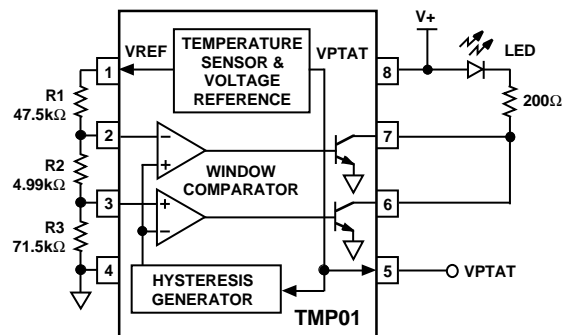 V+
VREF
TEMPERATURE
SENSOR &
VOLTAGE
REFERENCE
VPTAT
LED
1
8
R1
47.5kΩ
200Ω
2
7
−
+
R2
4.99kΩ
WINDOW
COMPARATOR
3
6
+
−
R3
71.5kΩ
4
5
VPTAT
HYSTERESIS
GENERATOR
TMP01